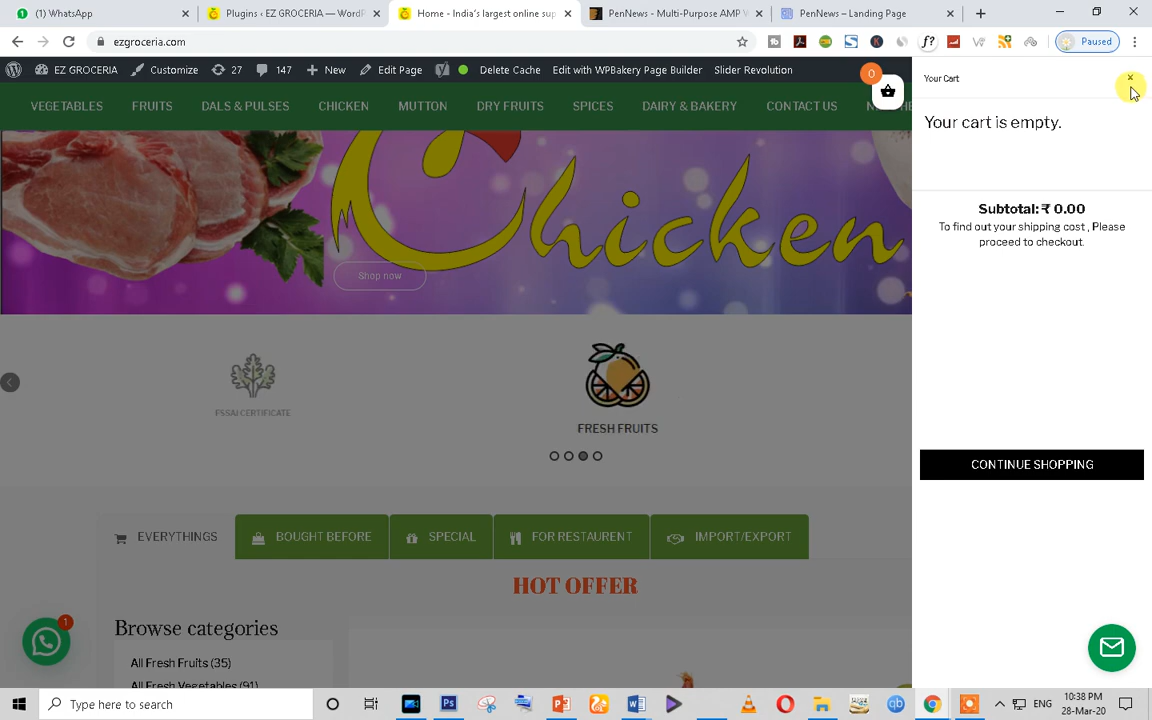 (1) WhatsApp
Plugins ‹ EZ GROCERIA — WordPr
Home - India's largest online sup
PenNews - Multi-Purpose AMP W
PenNews – Landing Page
ezgroceria.com
Paused
EZ GROCERIA
Customize
27
147
New
Edit Page
Delete Cache
Edit with WPBakery Page Builder
Slider Revolution
0
Your Cart
×
VEGETABLES
FRUITS
DALS & PULSES
CHICKEN
MUTTON
DRY FRUITS
SPICES
DAIRY & BAKERY
CONTACT US
Your cart is empty.
Chicken
Shop now
Subtotal: ₹ 0.00
To find out your shipping cost , Please
proceed to checkout.
FSSAI CERTIFICATE
FRESH FRUITS
CONTINUE SHOPPING
EVERYTHINGS
BOUGHT BEFORE
SPECIAL
FOR RESTAURENT
IMPORT/EXPORT
HOT OFFER
Browse categories
1
All Fresh Fruits (35)
All Fresh Vegetables (91)
Type here to search
ENG
10:38 PM
28-Mar-20